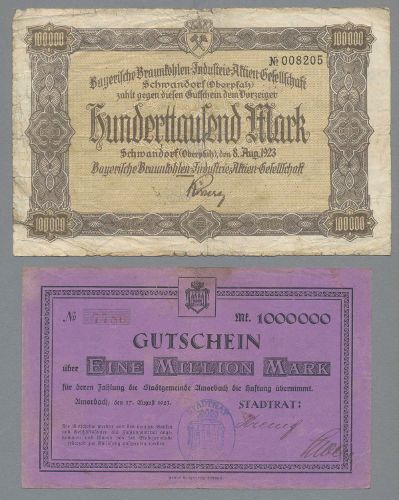 100000
100000
№ 008205
Bayerische Braunkohlen-Industrie-Aktien-Gesellschaft
Schwandorf (Oberpfalz)
zahlt gegen diesen Gutschein dem Vorzeiger
Hunderttausend Mark
Schwandorf (Oberpfalz), den 8. Aug. 1923
Bayerische Braunkohlen-Industrie-Aktien-Gesellschaft
100000
100000
№
Mk. 1000000
GUTSCHEIN
über EINE MILLION MARK
für deren Zahlung die Stadtgemeinde Amorbach die Haftung übernimmt.
Amorbach, den 17. August 1923.
STADTRAT:
STADTRAT